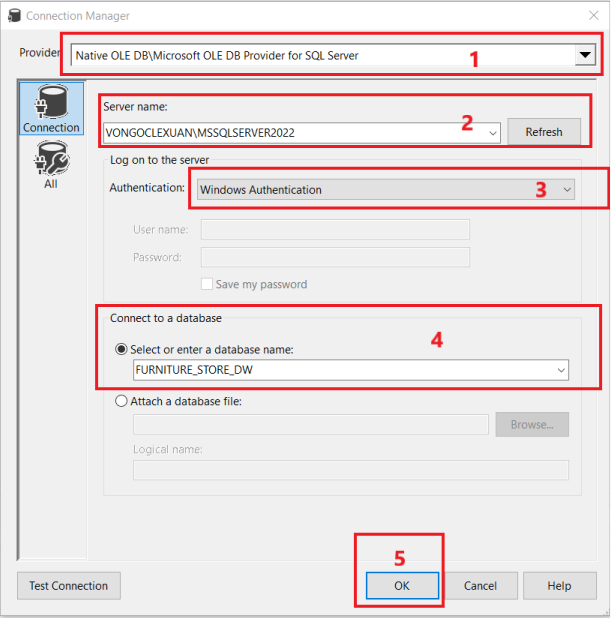 Connection Manager
Provider: Native OLE DB\Microsoft OLE DB Provider for SQL Server 1
Connection
All
Server name:
VONGOCLEXUAN\MSSQLSERVER2022 2 Refresh
Log on to the server
Authentication: Windows Authentication 3
User name:
Password:
Save my password
Connect to a database
4
Select or enter a database name:
FURNITURE_STORE_DW
Attach a database file:
Browse...
Logical name:
5
Test Connection OK Cancel Help